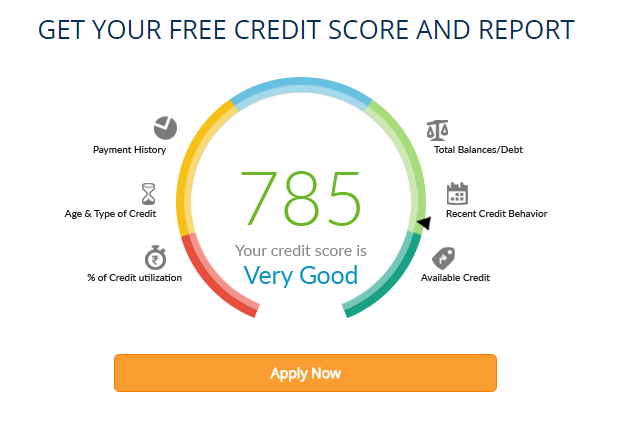 GET YOUR FREE CREDIT SCORE AND REPORT
Payment History
Total Balances/Debt
785
Age & Type of Credit
Recent Credit Behavior
Your credit score is
Very Good
% of Credit utilization
Available Credit
Apply Now